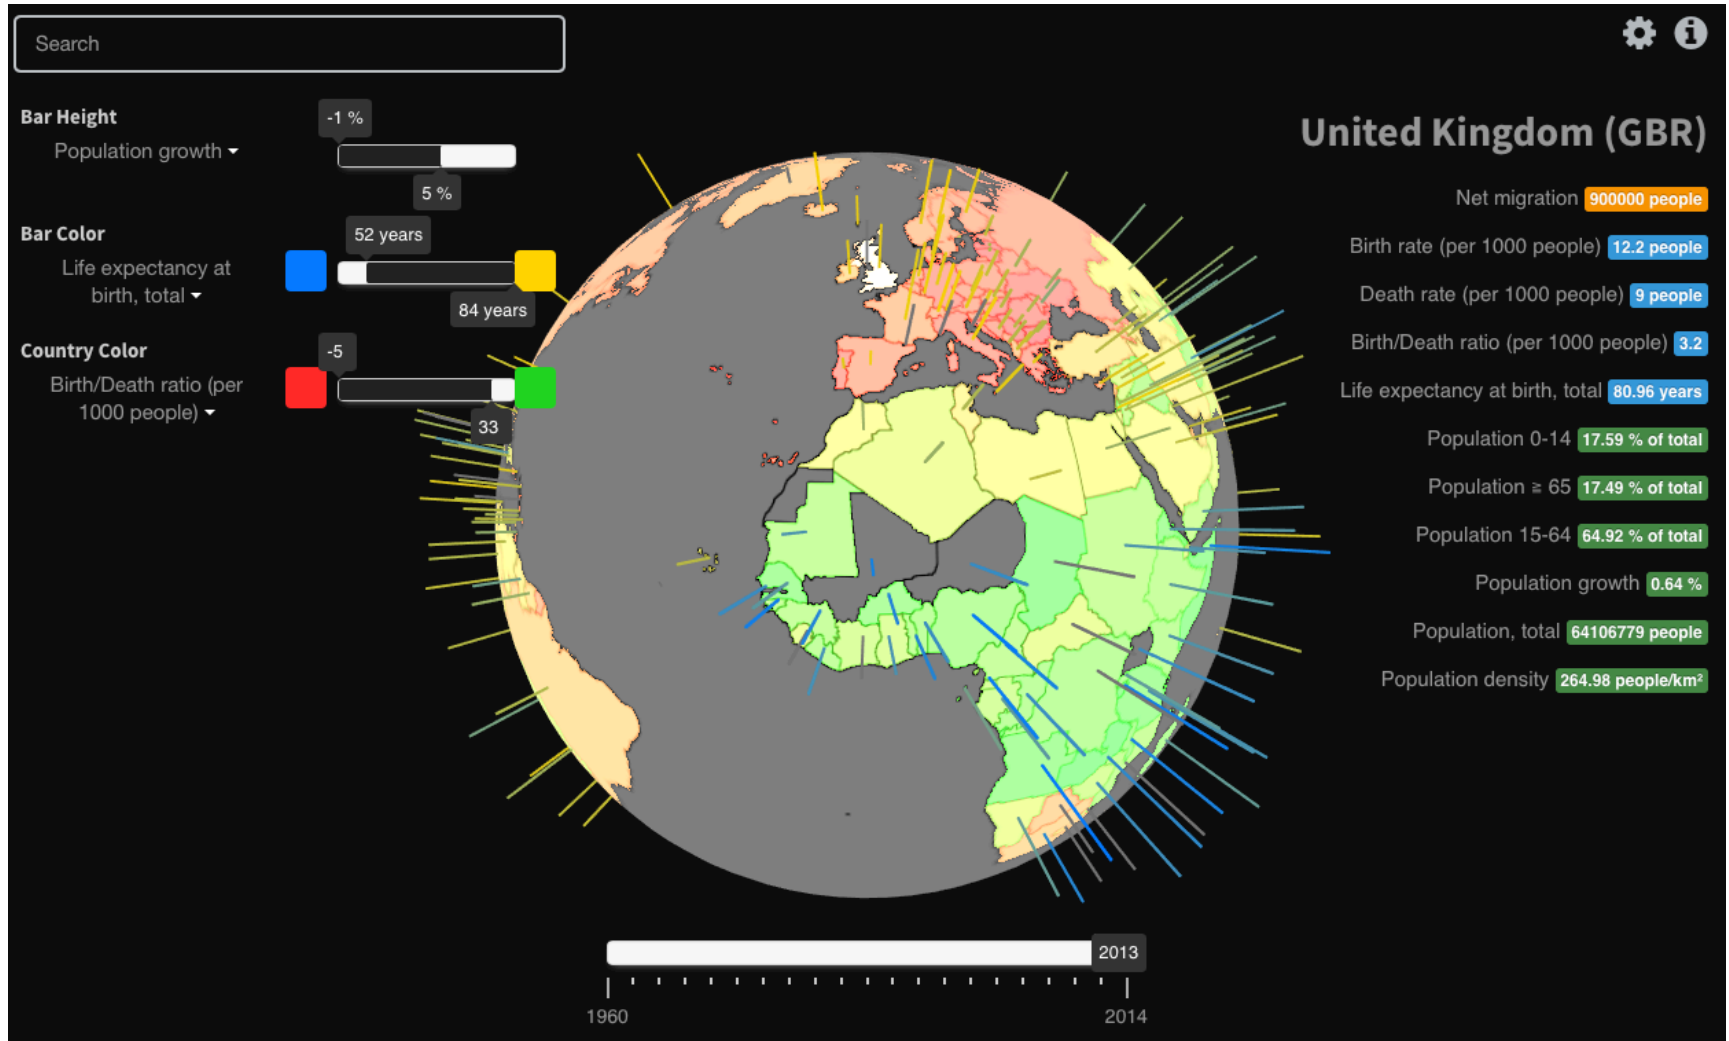 Search
Bar Height
Population growth
-1 %
5 %
Bar Color
Life expectancy at
birth, total
52 years
84 years
Country Color
Birth/Death ratio (per
1000 people)
-5
33
United Kingdom (GBR)
Net migration 900000 people
Birth rate (per 1000 people) 12.2 people
Death rate (per 1000 people) 9 people
Birth/Death ratio (per 1000 people) 3.2
Life expectancy at birth, total 80.96 years
Population 0-14 17.59 % of total
Population ≧ 65 17.49 % of total
Population 15-64 64.92 % of total
Population growth 0.64 %
Population, total 64106779 people
Population density 264.98 people/km²
2013
1960 2014